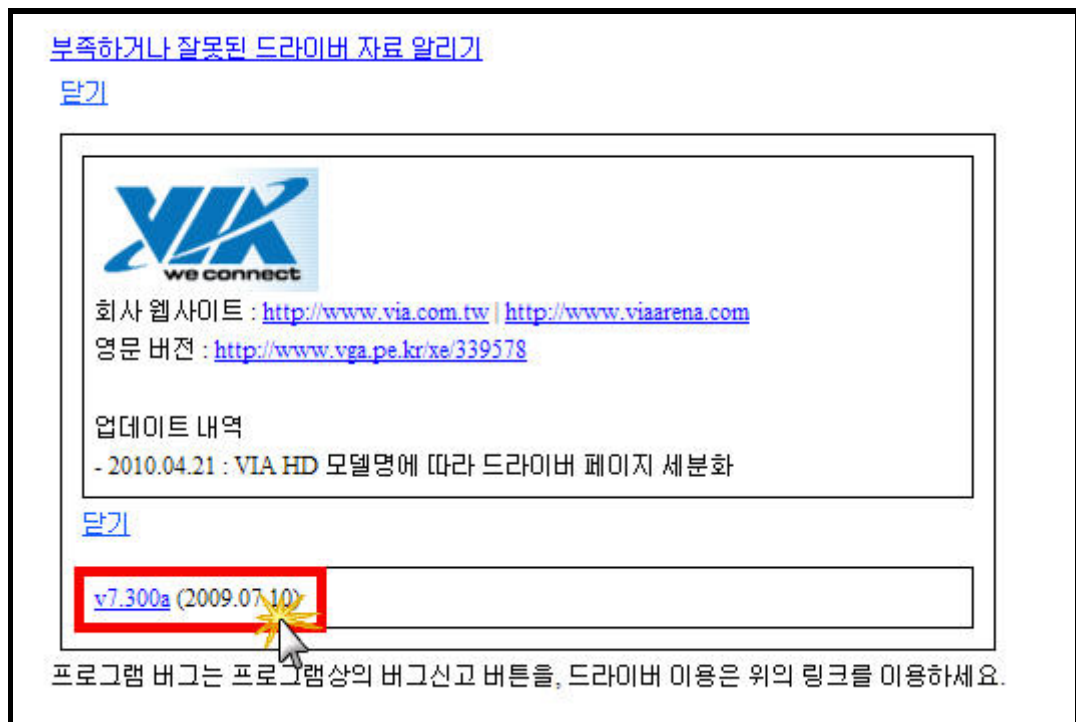 부족하거나 잘못된 드라이버 자료 알리기
닫기
VIA
we connect
회사 웹 사이트 : http://www.via.com.tw | http://www.viaarena.com
영문 버전 : http://www.vga.pe.kr/xe/339578
업데이트 내역
- 2010.04.21 : VIA HD 모델명에 따라 드라이버 페이지 세분화
닫기
v7.300a (2009.07.10)
프로그램 버그는 프로그램상의 버그신고 버튼을, 드라이버 이용은 위의 링크를 이용하세요.